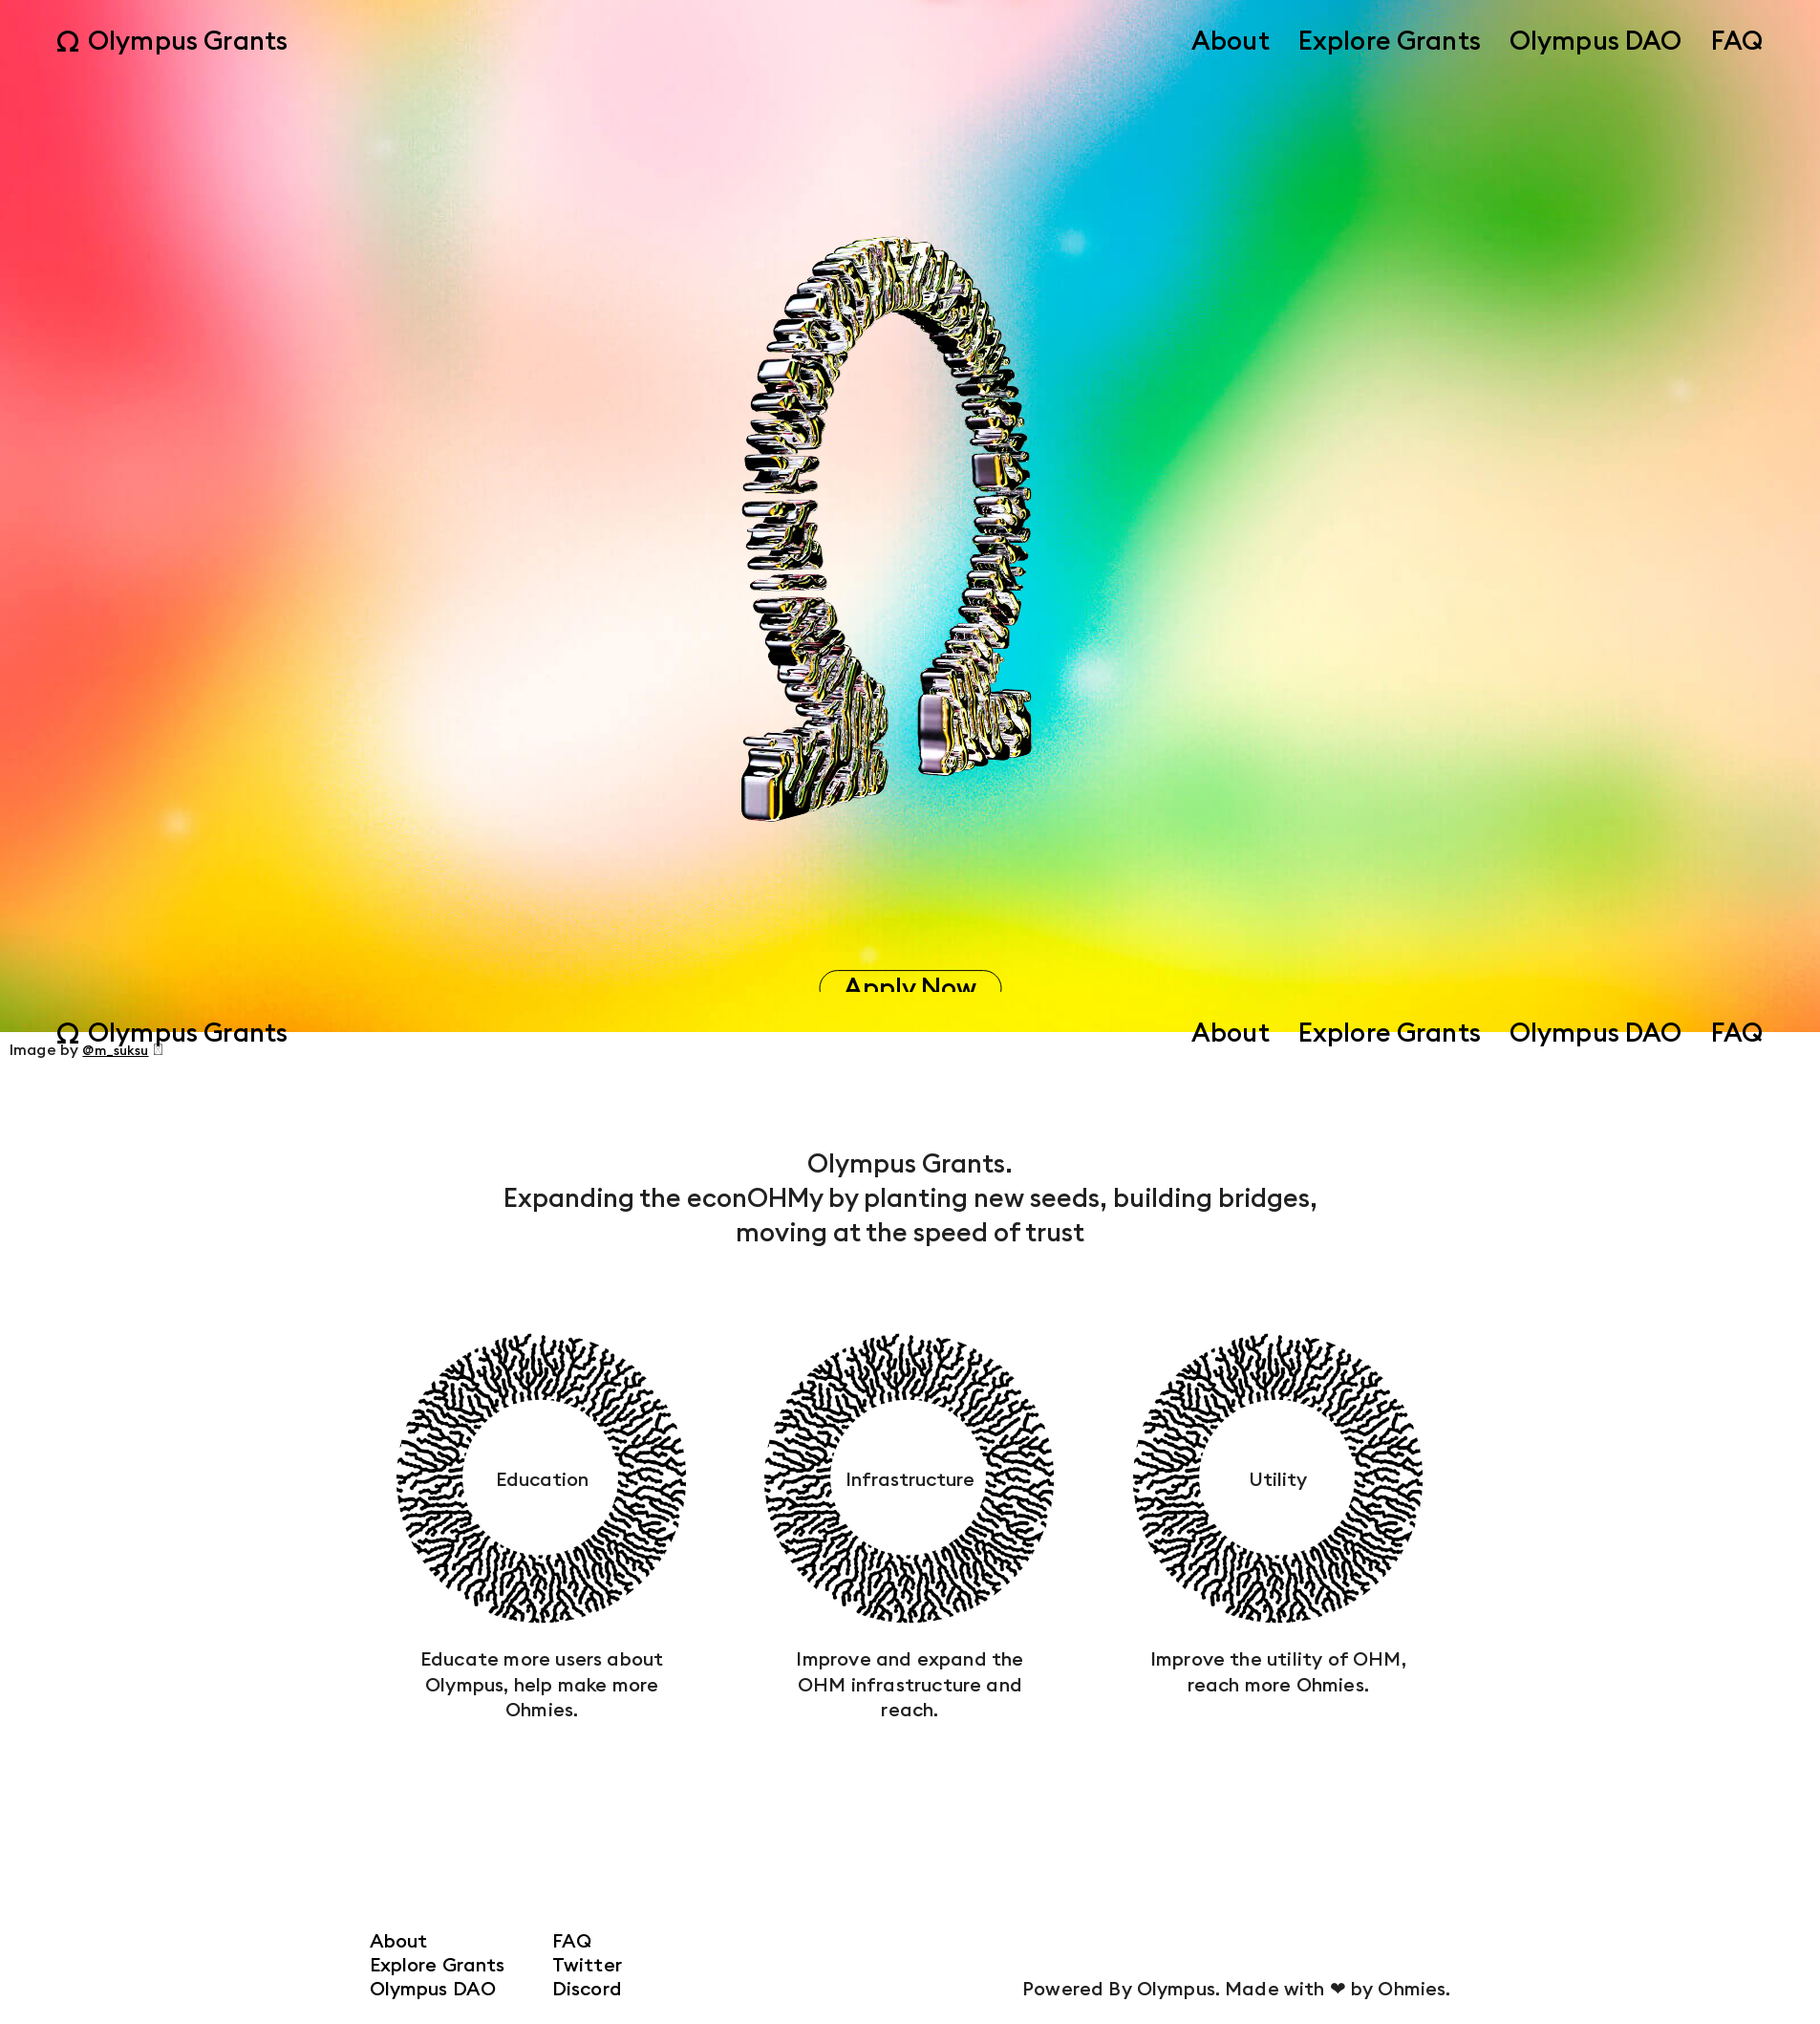 Ω Olympus Grants
About Explore Grants Olympus DAO FAQ
Apply Now
Ω Olympus Grants
About Explore Grants Olympus DAO FAQ
Image by @m_suksu
Olympus Grants.
Expanding the econOHMy by planting new seeds, building bridges,
moving at the speed of trust
Education
Infrastructure
Utility
Educate more users about
Olympus, help make more
Ohmies.
Improve and expand the
OHM infrastructure and
reach.
Improve the utility of OHM,
reach more Ohmies.
About
Explore Grants
Olympus DAO
FAQ
Twitter
Discord
Powered By Olympus. Made with ❤ by Ohmies.